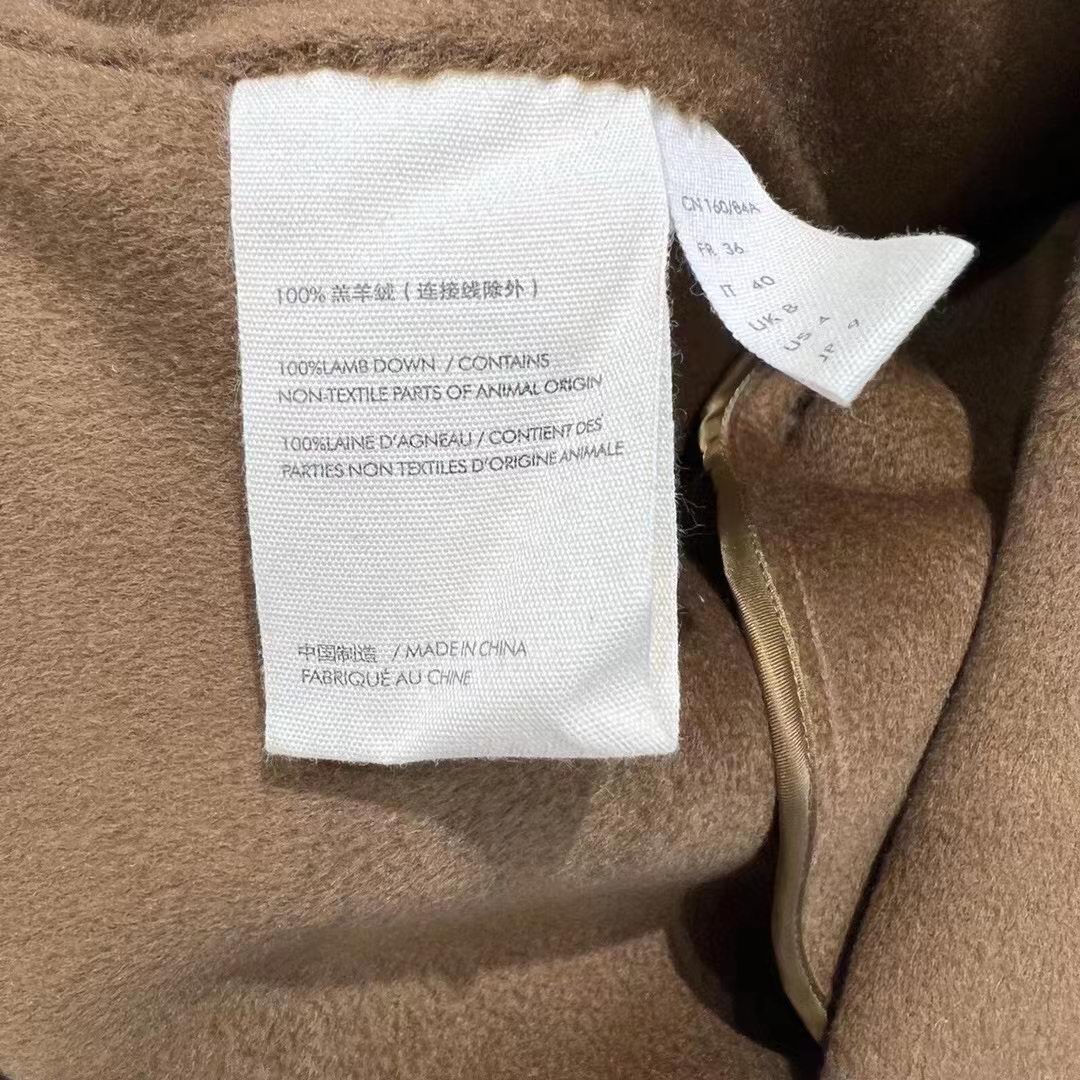 100% 羔羊绒 ( 连接线除外 )
100%LAMB DOWN / CONTAINS
NON-TEXTILE PARTS OF ANIMAL ORIGIN
100%LAINE D'AGNEAU / CONTIENT DES
PARTIES NON TEXTILES D'ORIGINE ANIMALE
中国制造 / MADE IN CHINA
FABRIQUÉ AU CHINE
CN 160/84A
FR 36
IT 40
UK 8
US 4
JP 9